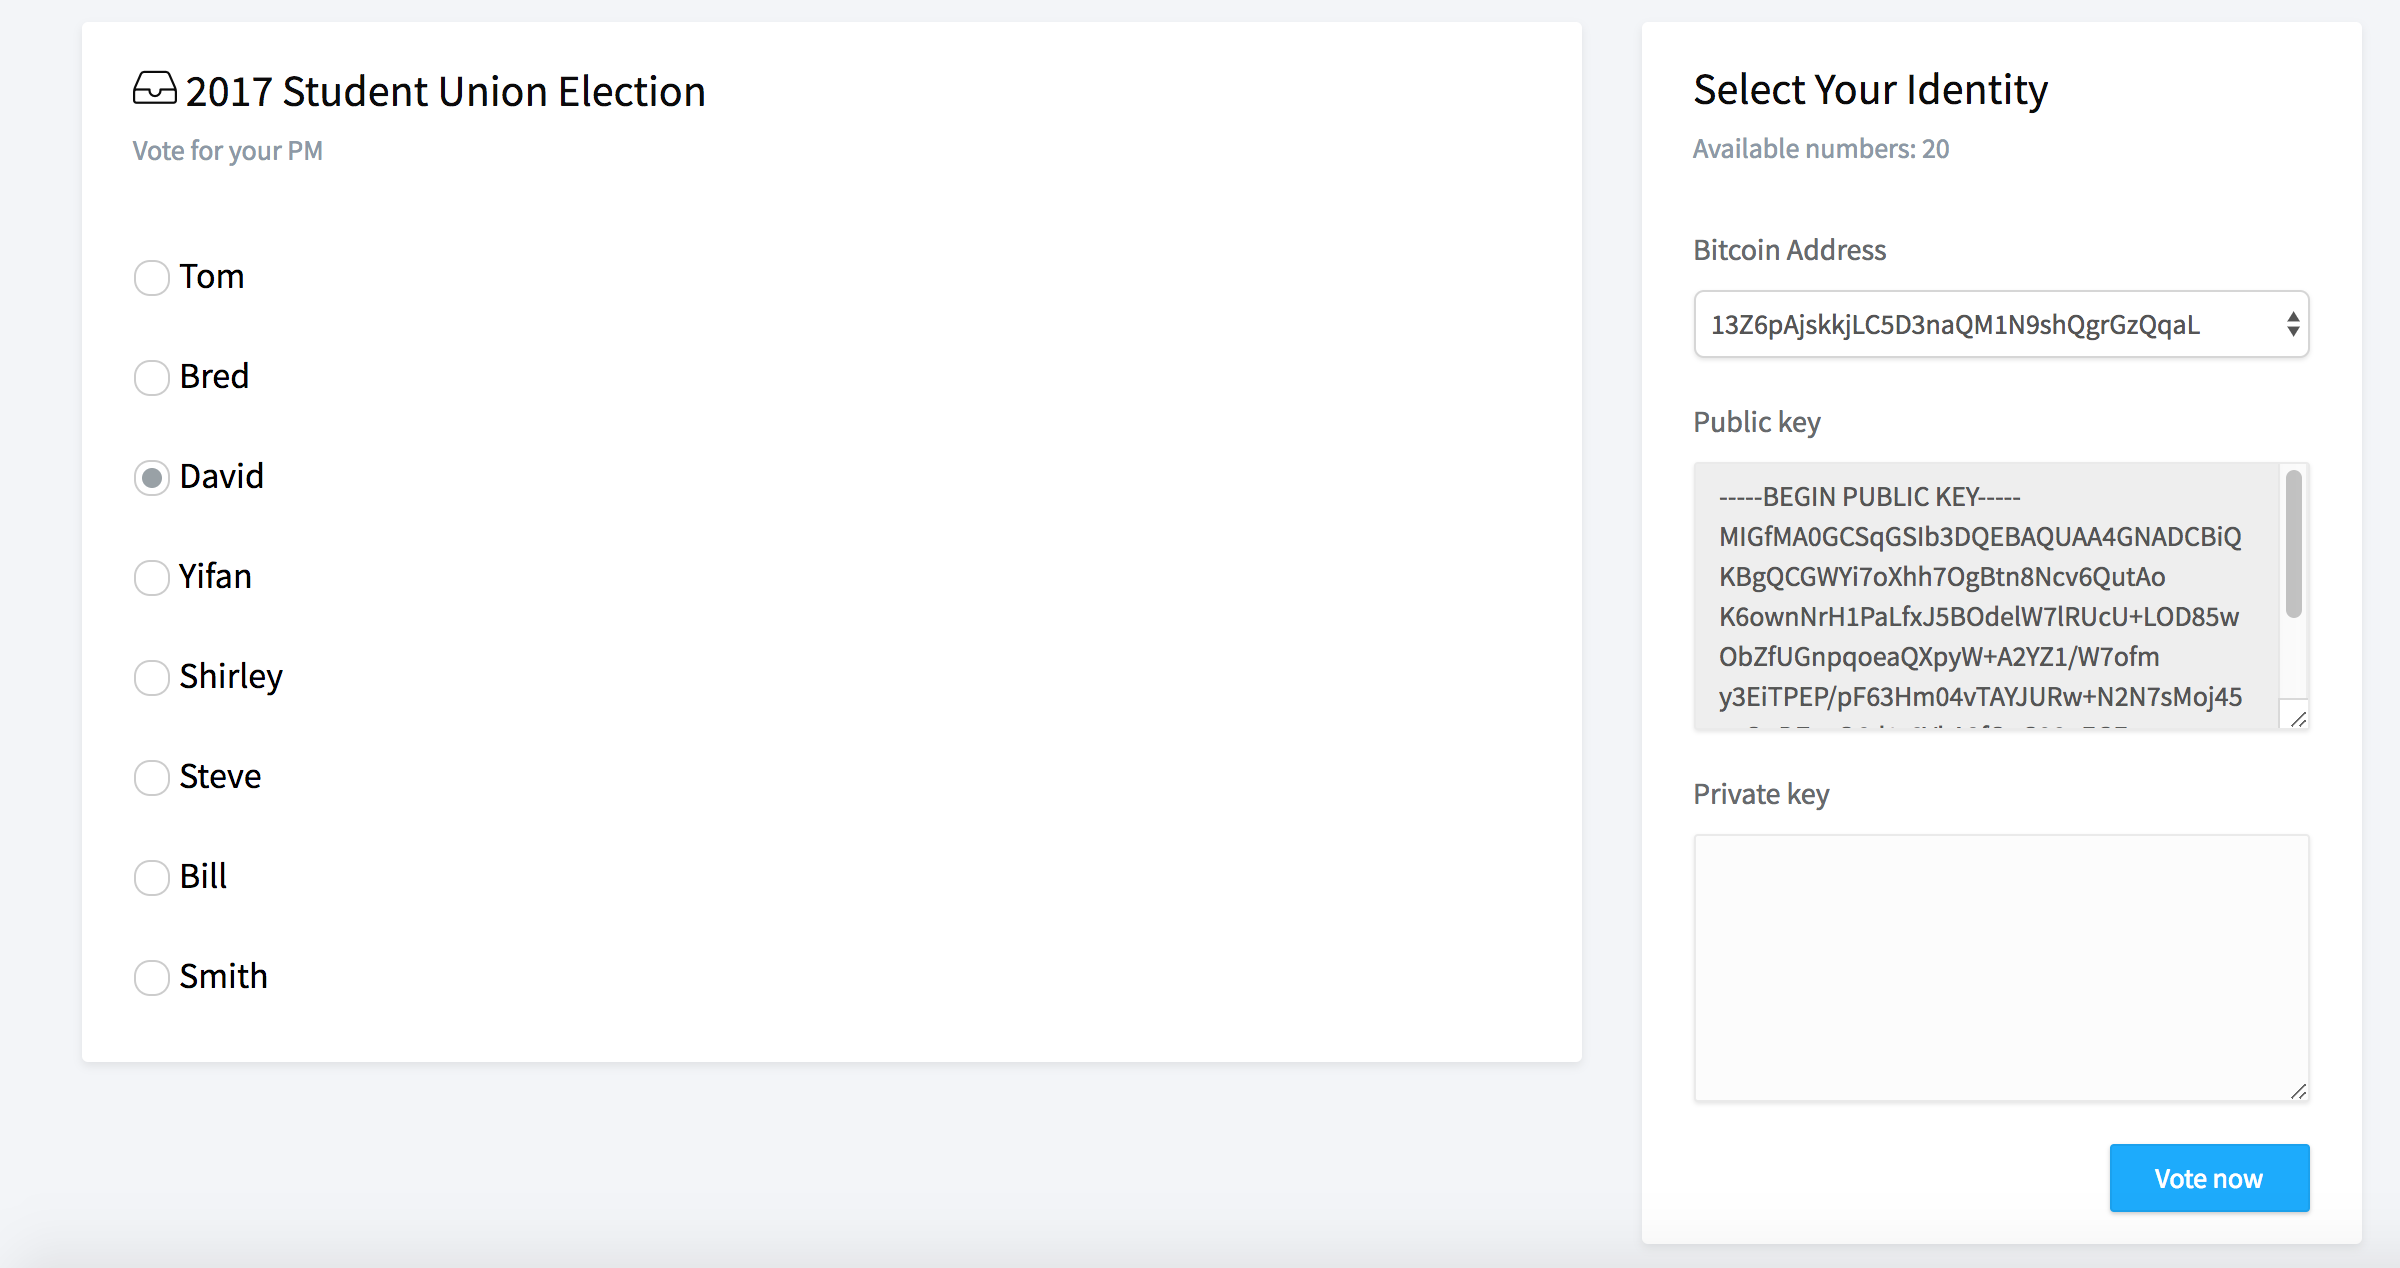 2017 Student Union Election
Vote for your PM
Tom
Bred
David
Yifan
Shirley
Steve
Bill
Smith
Select Your Identity
Available numbers: 20
Bitcoin Address
13Z6pAjskkjLC5D3naQM1N9shQgrGzQqaL
Public key
-----BEGIN PUBLIC KEY-----
MIGfMA0GCSqGSIb3DQEBAQUAA4GNADCBiQ
KBgQCGWYi7oXhh7OgBtn8Ncv6QutAo
K6ownNrH1PaLfxJ5BOdelW7lRUcU+LOD85w
ObZfUGnpqoeaQXpyW+A2YZ1/W7ofm
y3EiTPEP/pF63Hm04vTAYJURw+N2N7sMoj45
Private key
Vote now